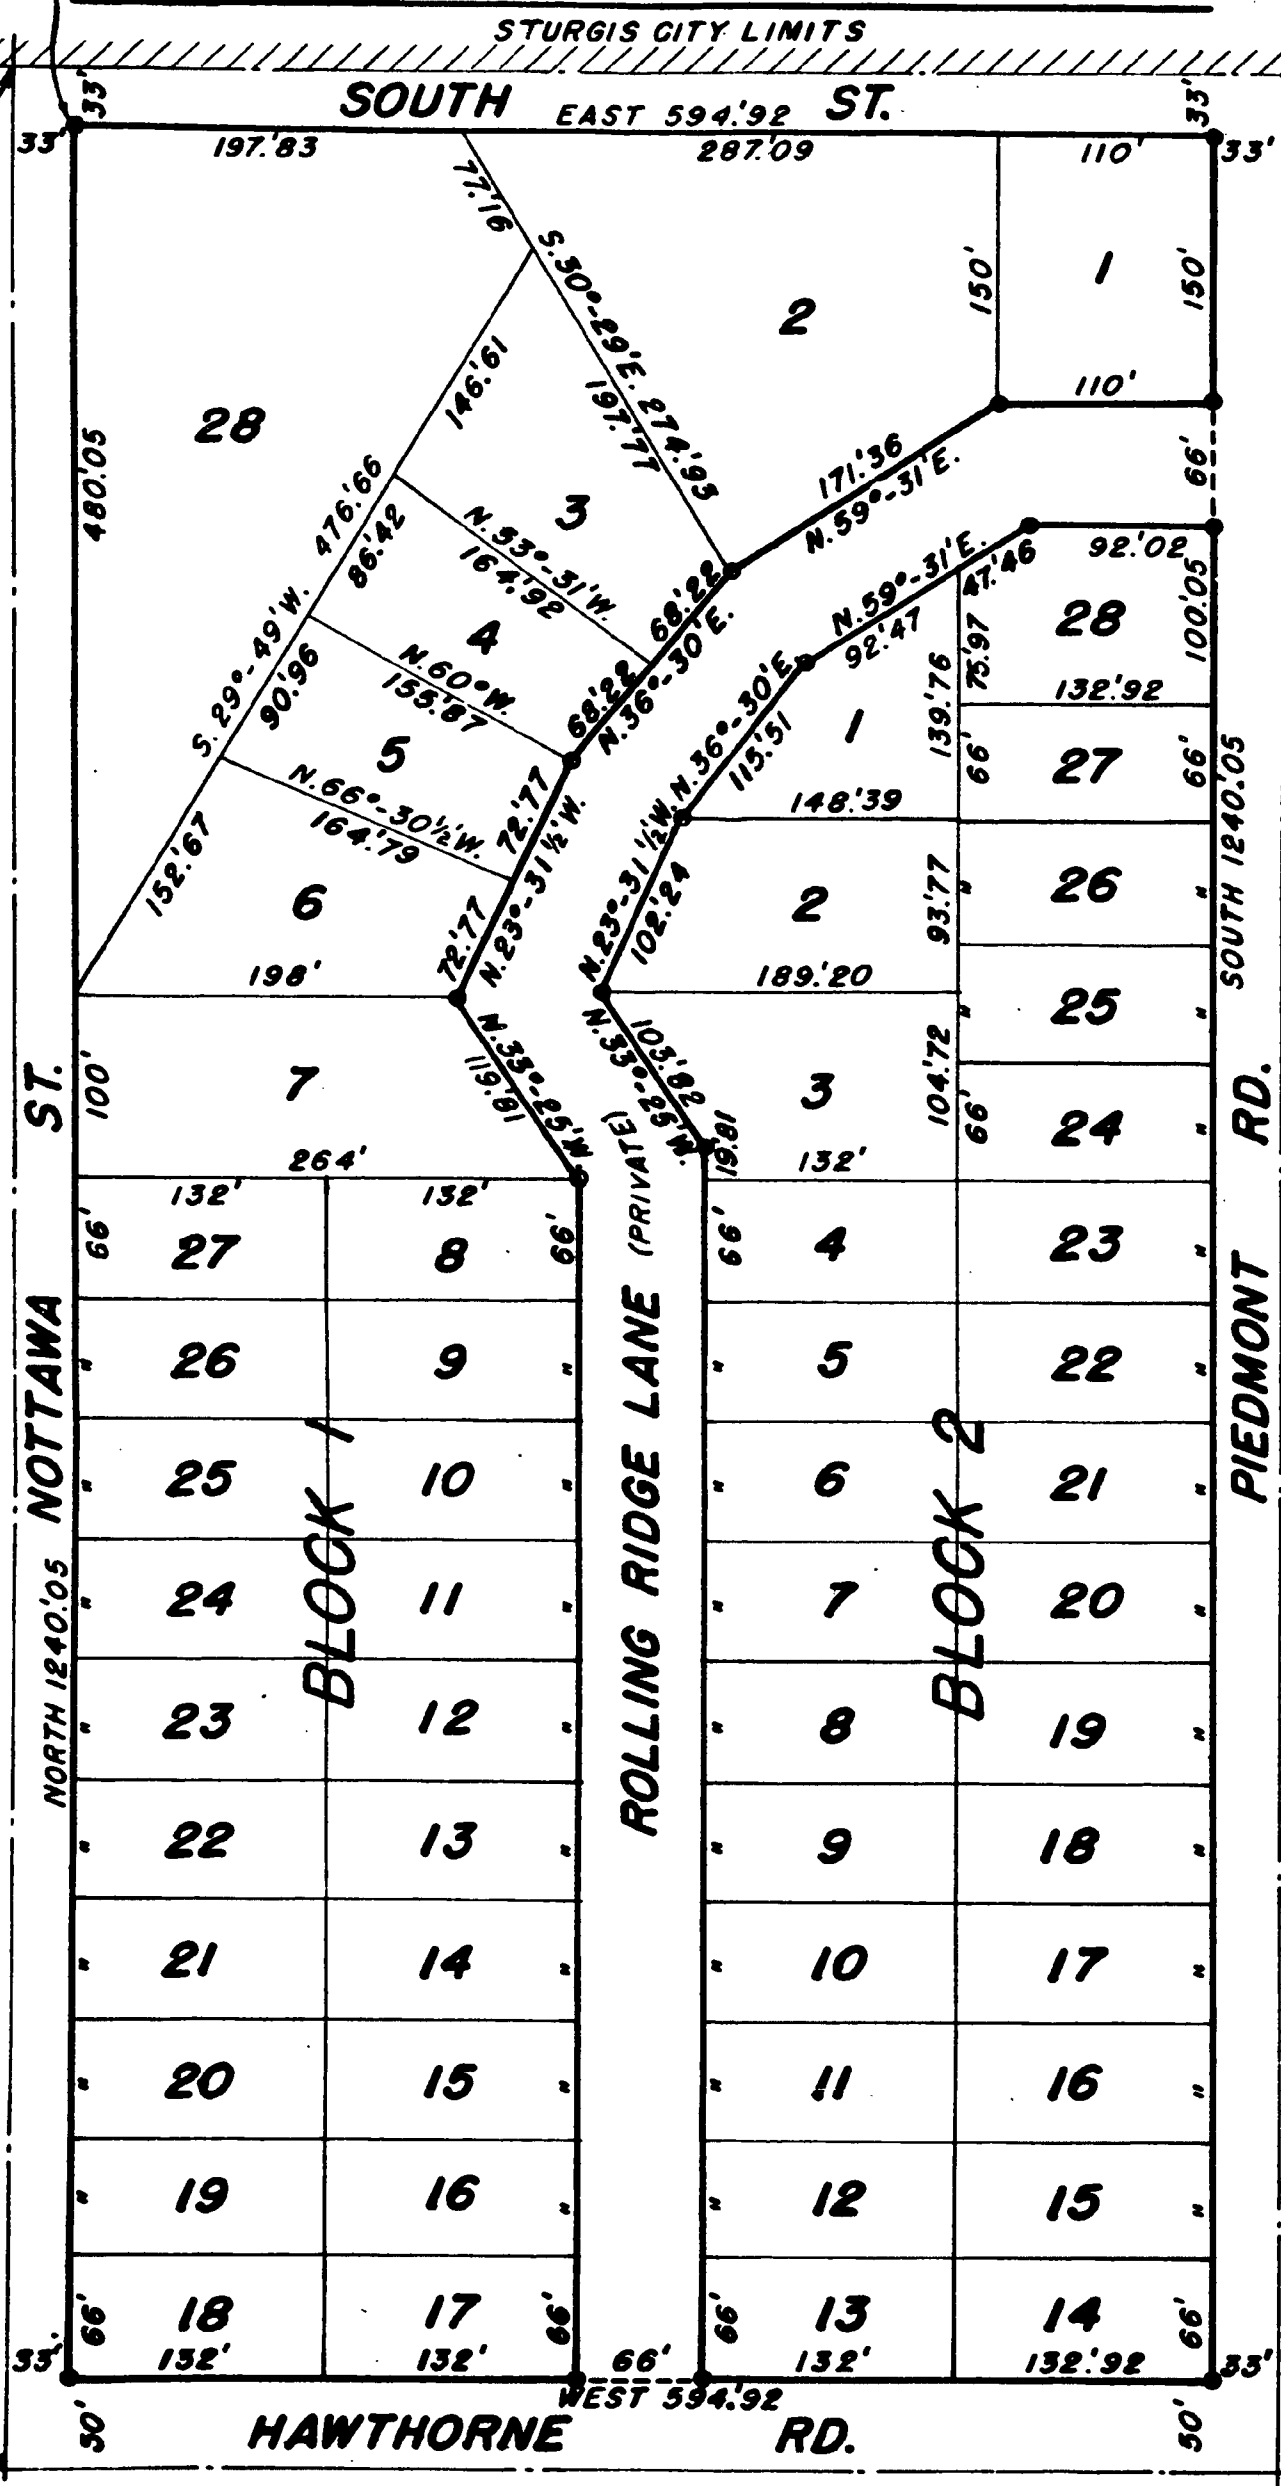 STURGIS CITY LIMITS
33' 33'
SOUTH ST.
EAST 594.'92
33' 33'
197.'83 287.'09 110'
77.'16
S.30°-29'E. 274.'93
197.'77
150' 1 150'
2
110'
146.'61
28
480.'05
171.'36
N.59°-31'E.
66'
S. 29°-49'W. 476.'66
86.'42
3
N.53°-31'W.
164.'92
68.'22
N.59°-31'E.
47.'46
92.'47
92.'02
100.'05
28
75.'97
4
N.60°W.
155.'87
68.'22
N.36°-30'E.
N.36°-30'E.
115.'51
1
139.'76
132.'92
90.'96
5
N.66°-30½'W.
164.'79
72.'77
N.23°-31½'W.
66' 27 66'
SOUTH 1240.'05
148.'39
152.'67
6
72.'77
N.23°-31½'W.
102.'24
2
93.'77
" 26 "
198' 189.'20
" 25 "
100'
7
N.33°-25'W.
119.'81
N.33°-25'W.
103.'82
3
104.'72
66' 24 "
19.'81
264' 132'
132' 132'
66' 27 8 66' 66' 4 23 "
" 26 9 " " 5 22 "
" 25 10 " " 6 21 "
" 24 11 " " 7 20 "
" 23 12 " " 8 19 "
" 22 13 " " 9 18 "
" 21 14 " " 10 17 "
" 20 15 " " 11 16 "
" 19 16 " " 12 15 "
66' 18 17 66' 66' 13 14 66'
BLOCK 1
BLOCK 2
NOTTAWA ST.
NORTH 1240.'05
ROLLING RIDGE LANE (PRIVATE)
PIEDMONT RD.
33' 132' 132' 66' 132' 132.'92 33'
WEST 594.'92
50' 50'
HAWTHORNE RD.